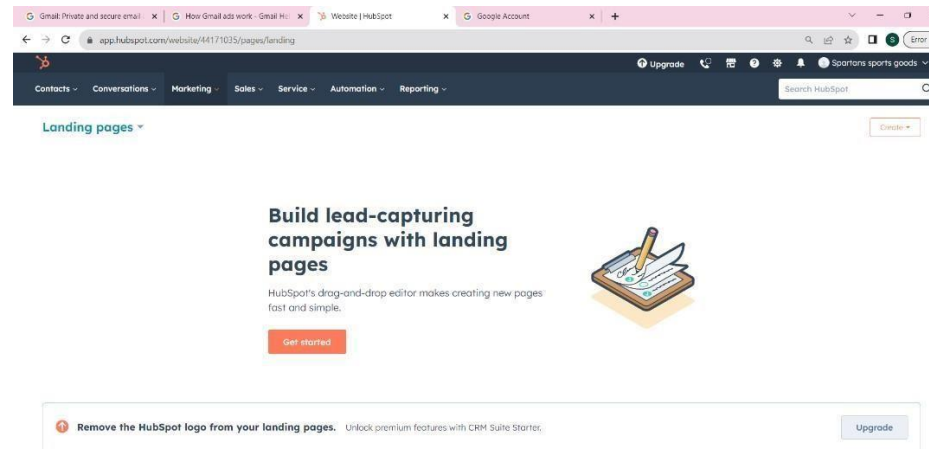 Gmail: Private and secure email
How Gmail ads work - Gmail Hel
Website | HubSpot
Google Account
app.hubspot.com/website/44171035/pages/landing
S
Error
Upgrade
Spartans sports goods
Contacts
Conversations
Marketing
Sales
Service
Automation
Reporting
Search HubSpot
Landing pages
Create
Build lead-capturing
campaigns with landing
pages
HubSpot's drag-and-drop editor makes creating new pages
fast and simple.
Get started
Remove the HubSpot logo from your landing pages. Unlock premium features with CRM Suite Starter.
Upgrade